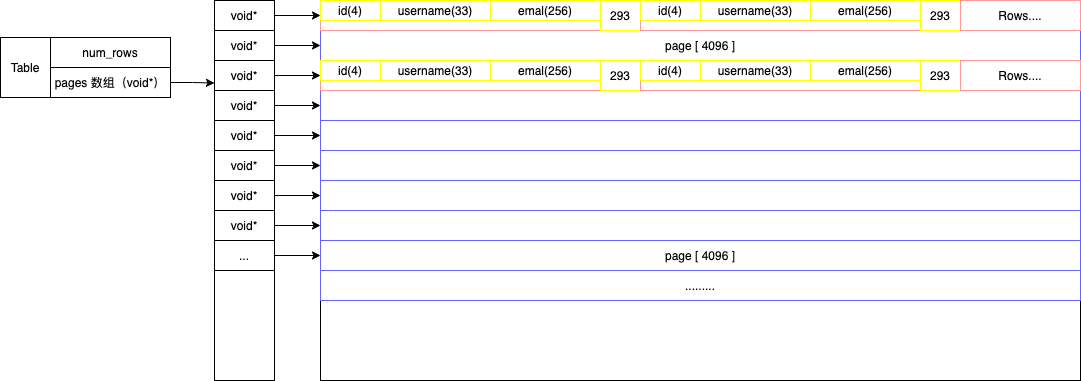 void* id(4) username(33) emal(256) 293 id(4) username(33) emal(256) 293 Rows....
void* page [ 4096 ]
Table num_rows
pages 数组（void*）
void* id(4) username(33) emal(256) 293 id(4) username(33) emal(256) 293 Rows....
void*
void*
void*
void*
void*
... page [ 4096 ]
.........